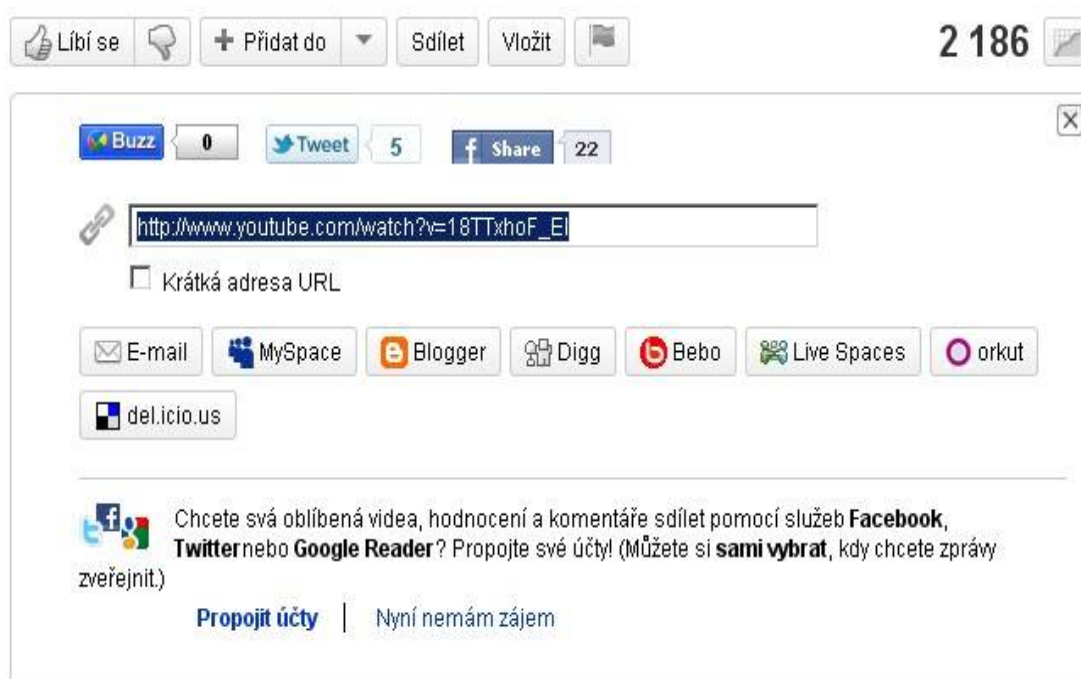 Líbí se Přidat do Sdílet Vložit 2 186
Buzz 0 Tweet 5 f Share 22
http://www.youtube.com/watch?v=18TTxhoF_EI
Krátká adresa URL
E-mail MySpace Blogger Digg Bebo Live Spaces orkut
del.icio.us
Chcete svá oblíbená videa, hodnocení a komentáře sdílet pomocí služeb Facebook,
Twitter nebo Google Reader? Propojte své účty! (Můžete si sami vybrat, kdy chcete zprávy
zveřejnit.)
Propojit účty | Nyní nemám zájem